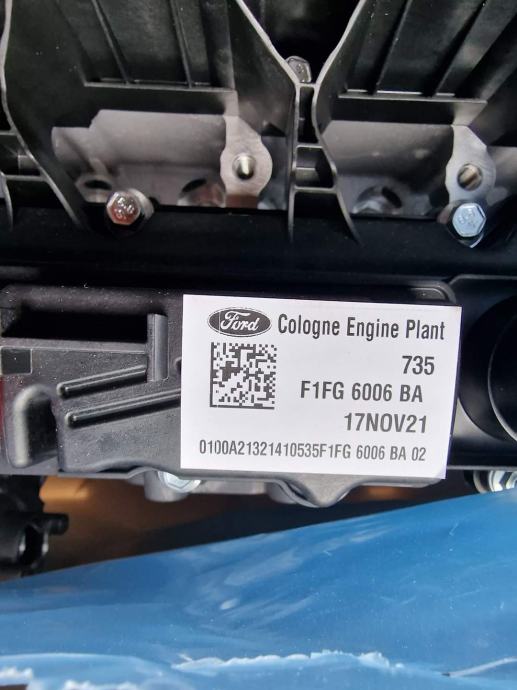 Ford Cologne Engine Plant
735
F1FG 6006 BA
17NOV21
0100A21321410535F1FG 6006 BA 02